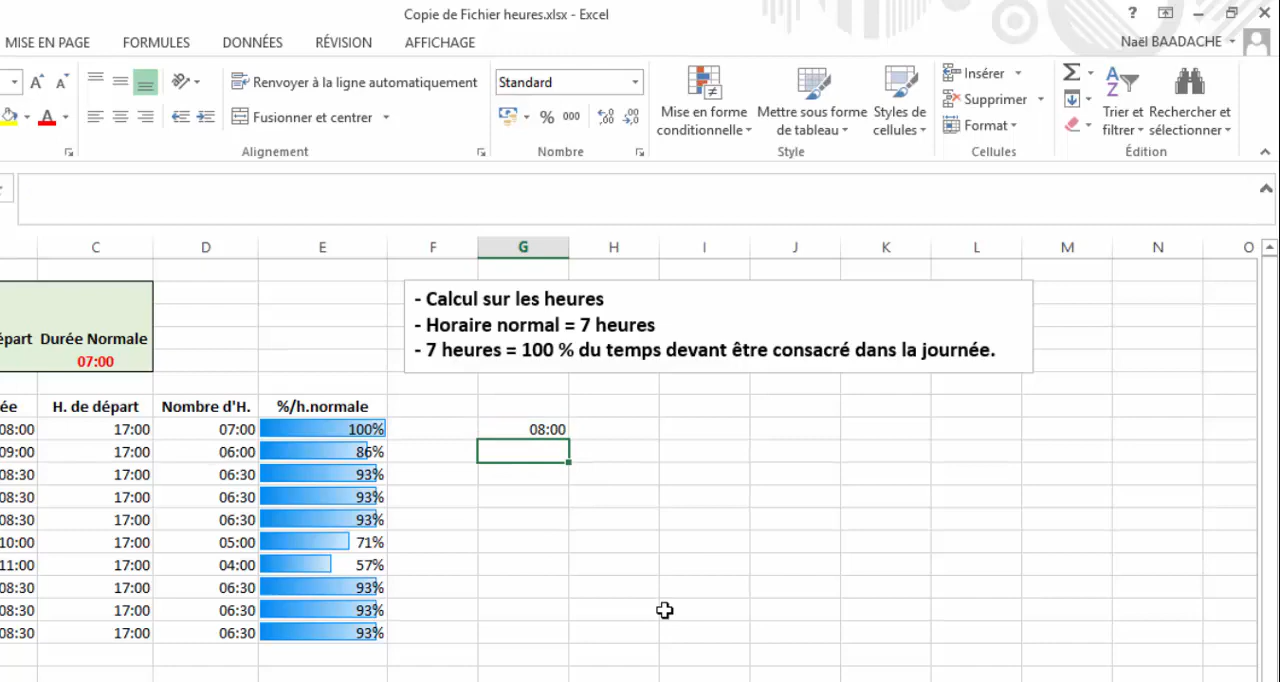 Copie de Fichier heures.xlsx - Excel
?
MISE EN PAGE FORMULES DONNÉES RÉVISION AFFICHAGE Naël BAADACHE
A A Renvoyer à la ligne automatiquement Standard
Mise en forme conditionnelle
Mettre sous forme de tableau
Styles de cellules
Insérer
Supprimer
Format
Σ
A Z
Trier et filtrer
Rechercher et sélectionner
A Fusionner et centrer % 000 ,00 ,00
Alignement Nombre Style Cellules Édition
C D E F G H I J K L M N O
- Calcul sur les heures
- Horaire normal = 7 heures
- 7 heures = 100 % du temps devant être consacré dans la journée.
épart Durée Normale
07:00
ée H. de départ Nombre d'H. %/h.normale
08:00 17:00 07:00 100% 08:00
09:00 17:00 06:00 86%
08:30 17:00 06:30 93%
08:30 17:00 06:30 93%
08:30 17:00 06:30 93%
10:00 17:00 05:00 71%
11:00 17:00 04:00 57%
08:30 17:00 06:30 93%
08:30 17:00 06:30 93%
08:30 17:00 06:30 93%